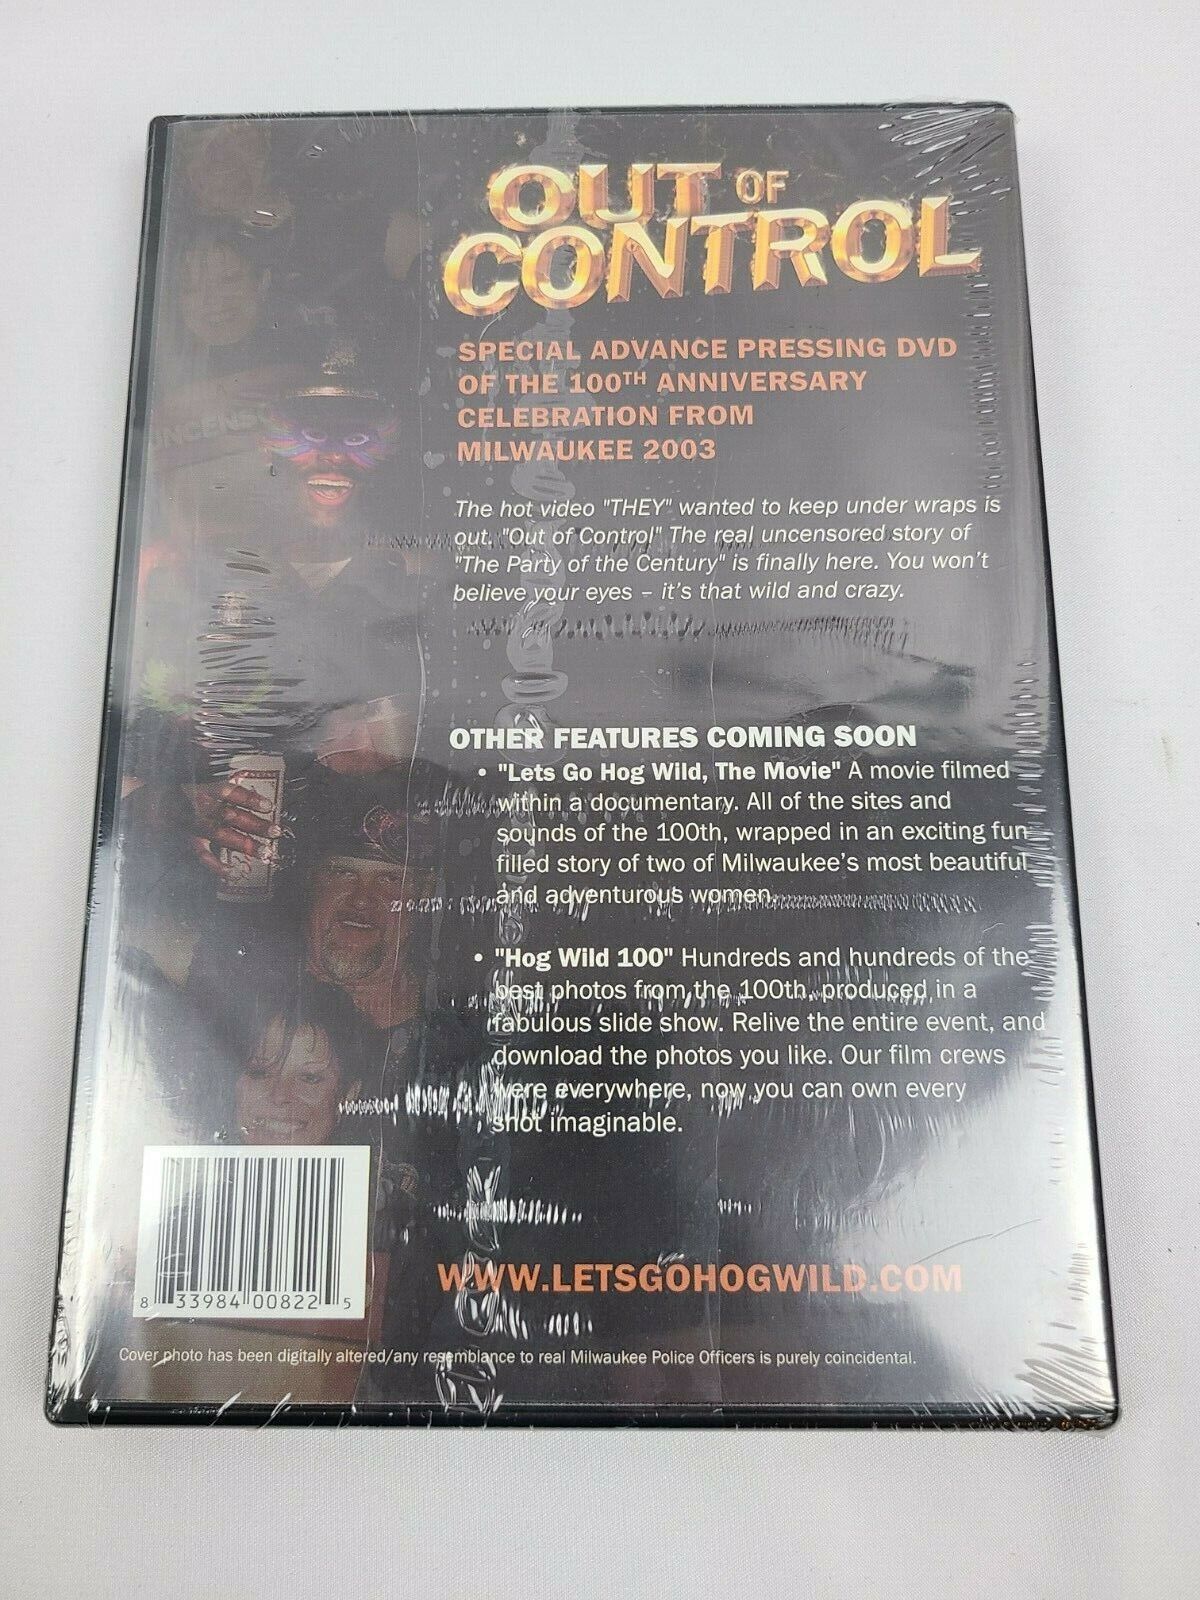 OUT OF
CONTROL
SPECIAL ADVANCE PRESSING DVD
OF THE 100TH ANNIVERSARY
CELEBRATION FROM
MILWAUKEE 2003
The hot video "THEY" wanted to keep under wraps is
out. "Out of Control" The real uncensored story of
"The Party of the Century" is finally here. You won't
believe your eyes – it's that wild and crazy.
OTHER FEATURES COMING SOON
• "Lets Go Hog Wild, The Movie" A movie filmed
within a documentary. All of the sites and
sounds of the 100th, wrapped in an exciting fun
filled story of two of Milwaukee's most beautiful
and adventurous women.
• "Hog Wild 100" Hundreds and hundreds of the
best photos from the 100th, produced in a
fabulous slide show. Relive the entire event, and
download the photos you like. Our film crews
were everywhere, now you can own every
shot imaginable.
WWW.LETSGOHOGWILD.COM
8 33984 00822 5
Cover photo has been digitally altered/any resemblance to real Milwaukee Police Officers is purely coincidental.